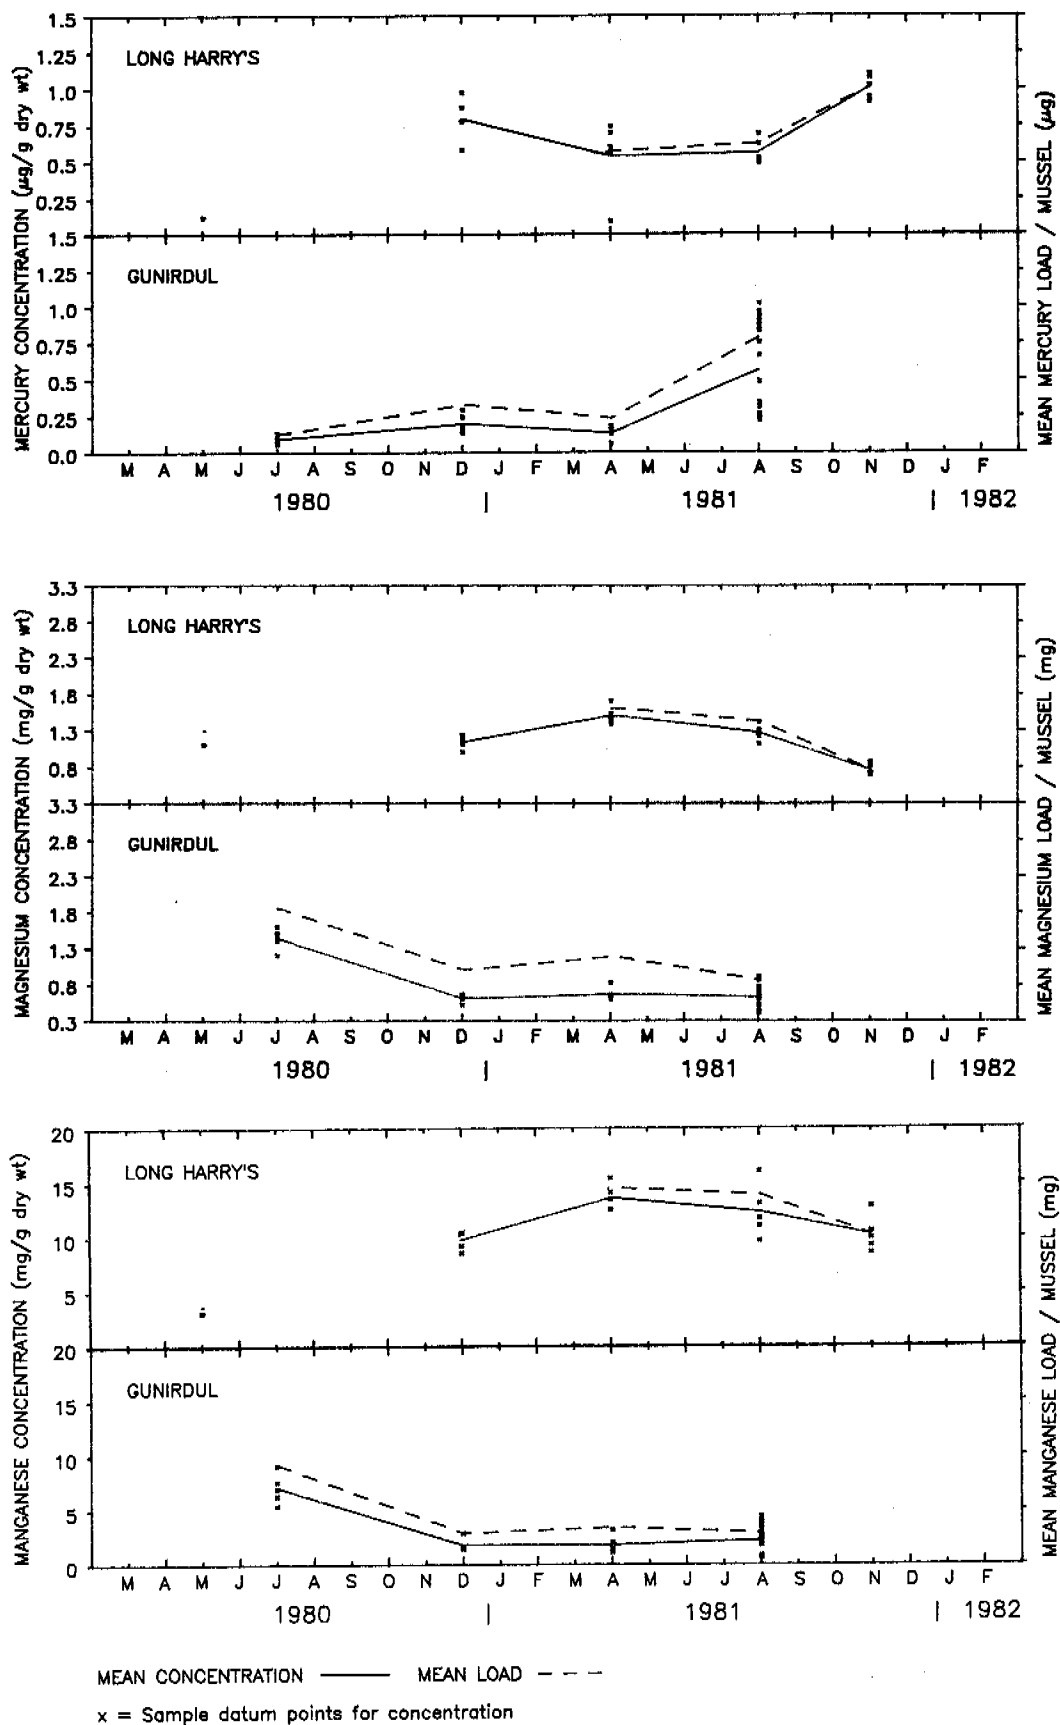 MERCURY CONCENTRATION (µg/g dry wt)
1.5
1.25
1.0
0.75
0.5
0.25
1.5
1.25
1.0
0.75
0.5
0.25
0.0
LONG HARRY'S
GUNIRDUL
MEAN MERCURY LOAD / MUSSEL (µg)
M A M J J A S O N D J F M A M J J A S O N D J F
1980 | 1981 | 1982
MAGNESIUM CONCENTRATION (mg/g dry wt)
3.3
2.8
2.3
1.8
1.3
0.8
3.3
2.8
2.3
1.8
1.3
0.8
0.3
LONG HARRY'S
GUNIRDUL
MEAN MAGNESIUM LOAD / MUSSEL (mg)
M A M J J A S O N D J F M A M J J A S O N D J F
1980 | 1981 | 1982
MANGANESE CONCENTRATION (mg/g dry wt)
20
15
10
5
20
15
10
5
0
LONG HARRY'S
GUNIRDUL
MEAN MANGANESE LOAD / MUSSEL (mg)
M A M J J A S O N D J F M A M J J A S O N D J F
1980 | 1981 | 1982
MEAN CONCENTRATION MEAN LOAD
x = Sample datum points for concentration